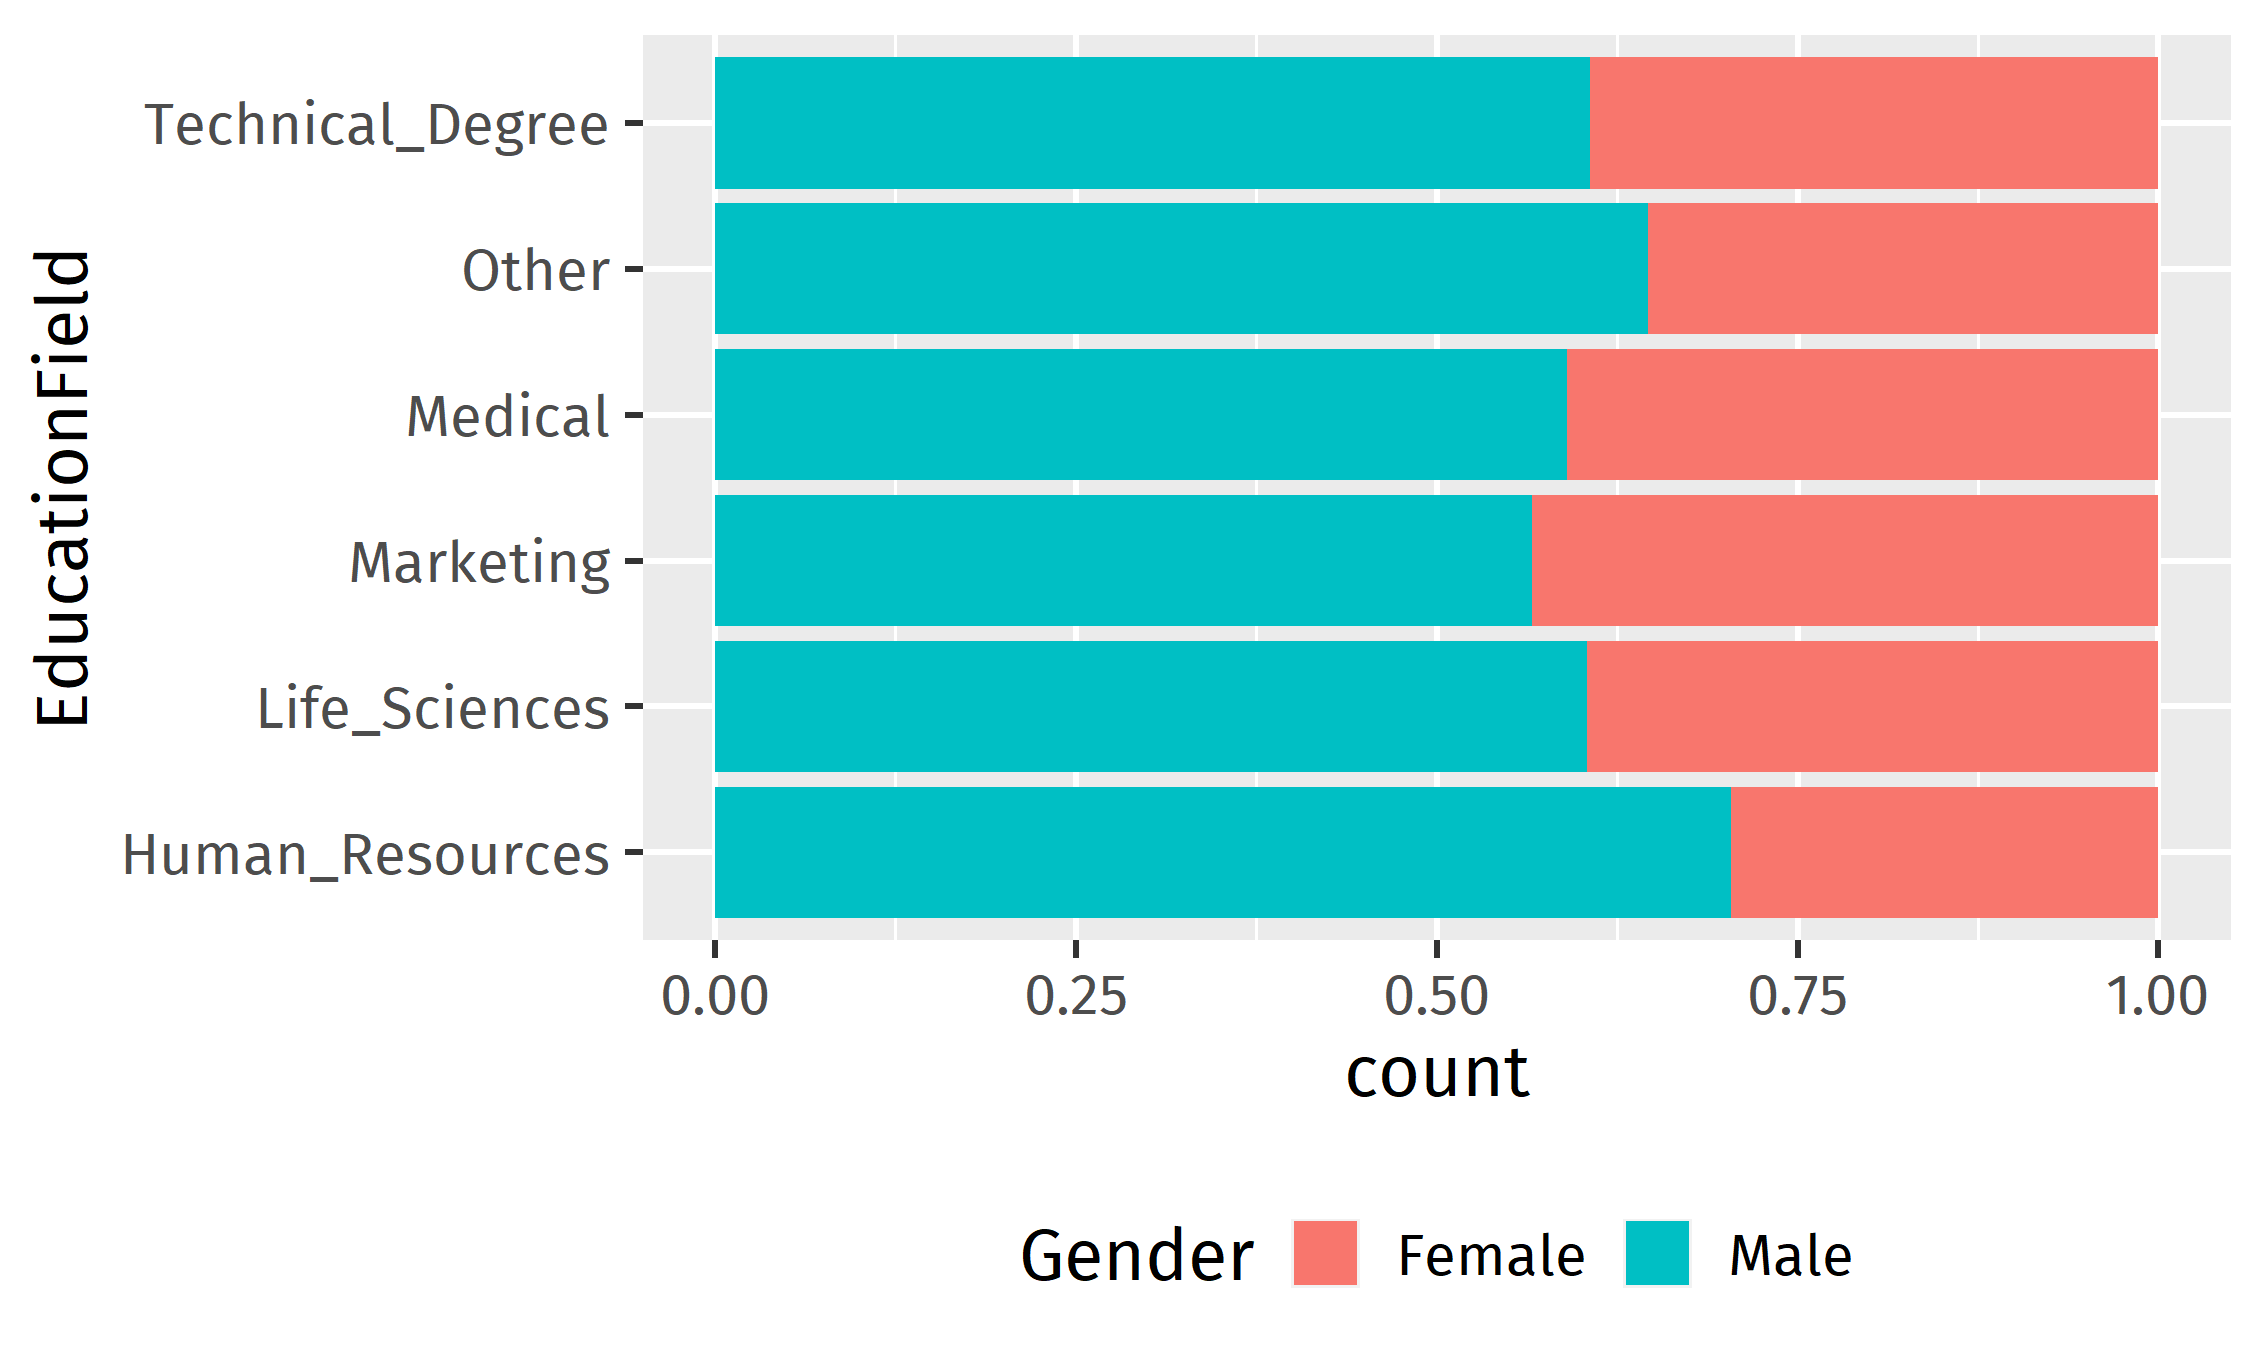 EducationField
Technical_Degree
Other
Medical
Marketing
Life_Sciences
Human_Resources
0.00 0.25 0.50 0.75 1.00
count
Gender Female Male